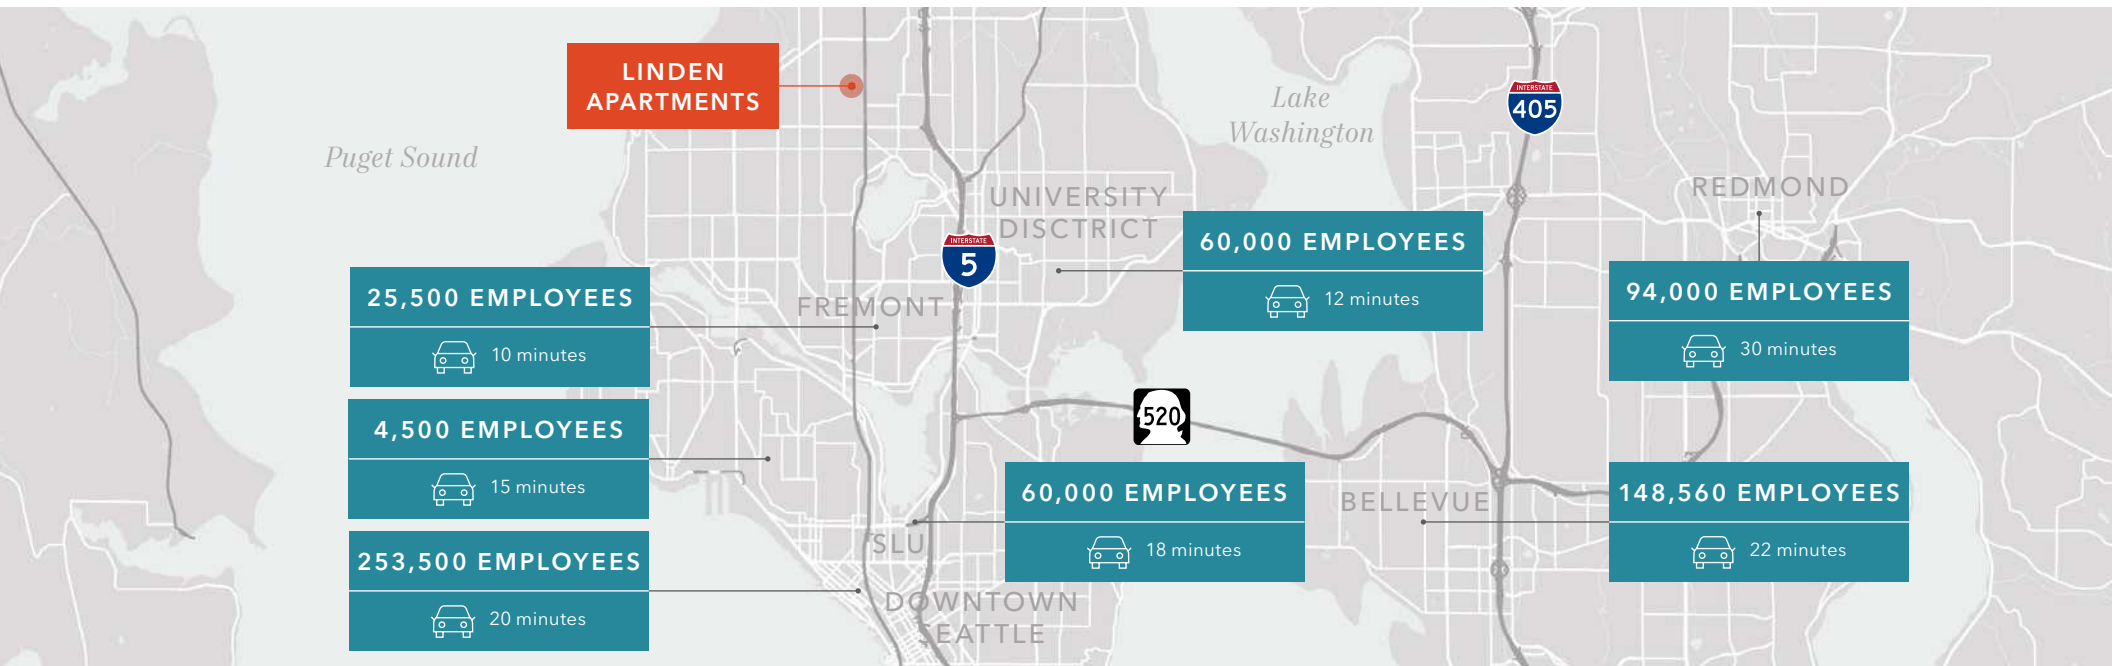 LINDEN
APARTMENTS
Puget Sound
Lake
Washington
INTERSTATE
405
UNIVERSITY
DISCTRICT
REDMOND
60,000 EMPLOYEES
12 minutes
INTERSTATE
5
25,500 EMPLOYEES
10 minutes
FREMONT
94,000 EMPLOYEES
30 minutes
4,500 EMPLOYEES
15 minutes
520
60,000 EMPLOYEES
18 minutes
BELLEVUE
148,560 EMPLOYEES
22 minutes
SLU
253,500 EMPLOYEES
20 minutes
DOWNTOWN
SEATTLE